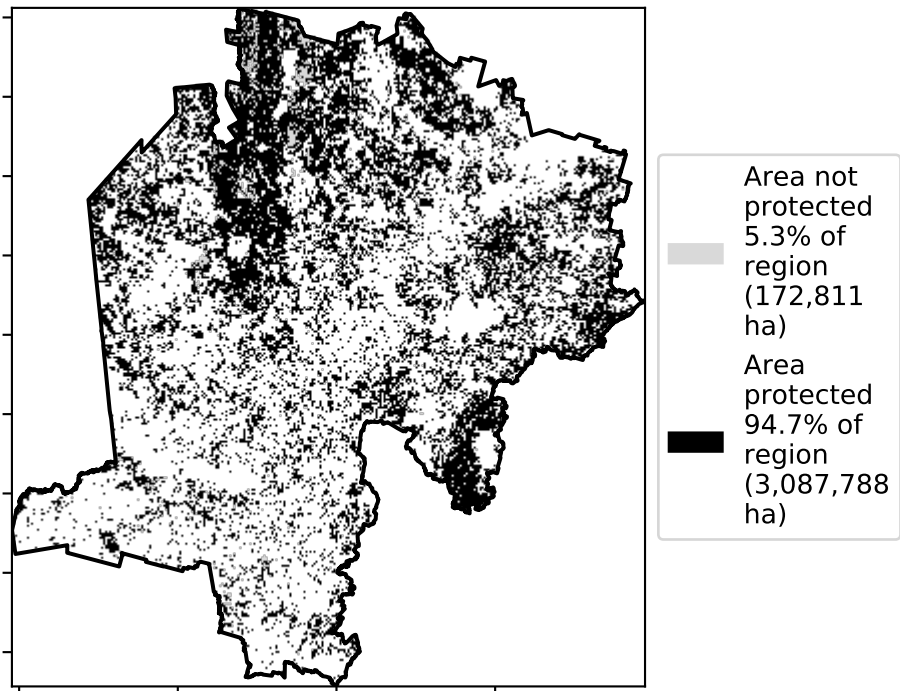 Area not
protected
5.3% of
region
(172,811
ha)
Area
protected
94.7% of
region
(3,087,788
ha)